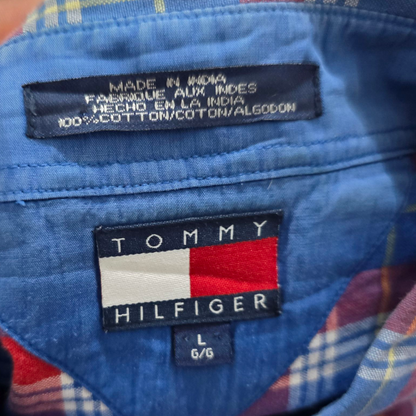 MADE IN INDIA
FABRIQUE AUX INDES
HECHO EN LA INDIA
100% COTTON/COTON/ALGODON
TOMMY
HILFIGER
L
G/G